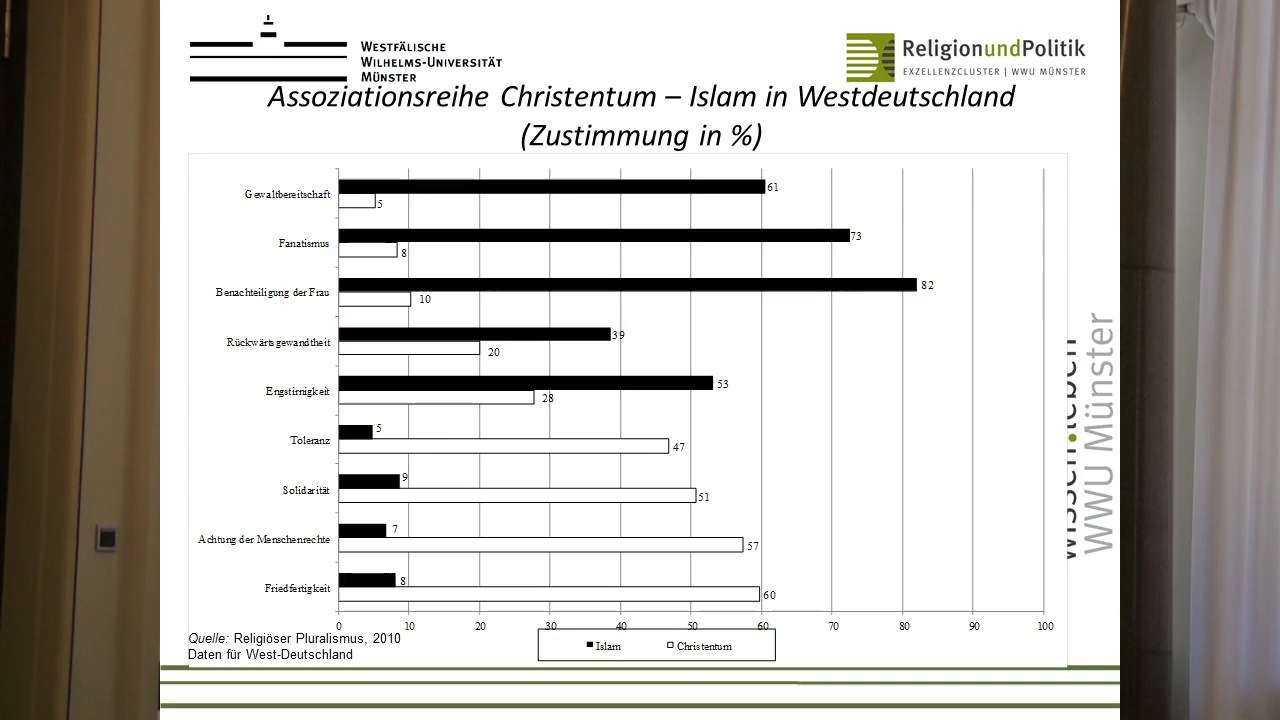 WESTFÄLISCHE
WILHELMS-UNIVERSITÄT
MÜNSTER
ReligionundPolitik
EXZELLENZCLUSTER | WWU MÜNSTER
Assoziationsreihe Christentum – Islam in Westdeutschland
(Zustimmung in %)
Gewaltbereitschaft
61
5
Fanatismus
73
8
Benachteiligung der Frau
82
10
Rückwärtsgewandtheit
39
20
Engstirnigkeit
53
28
Toleranz
5
47
Solidarität
9
51
Achtung der Menschenrechte
7
57
Friedfertigkeit
8
60
0 10 20 30 40 50 60 70 80 90 100
Islam Christentum
Quelle: Religiöser Pluralismus, 2010
Daten für West-Deutschland
wissen.leben
WWU Münster